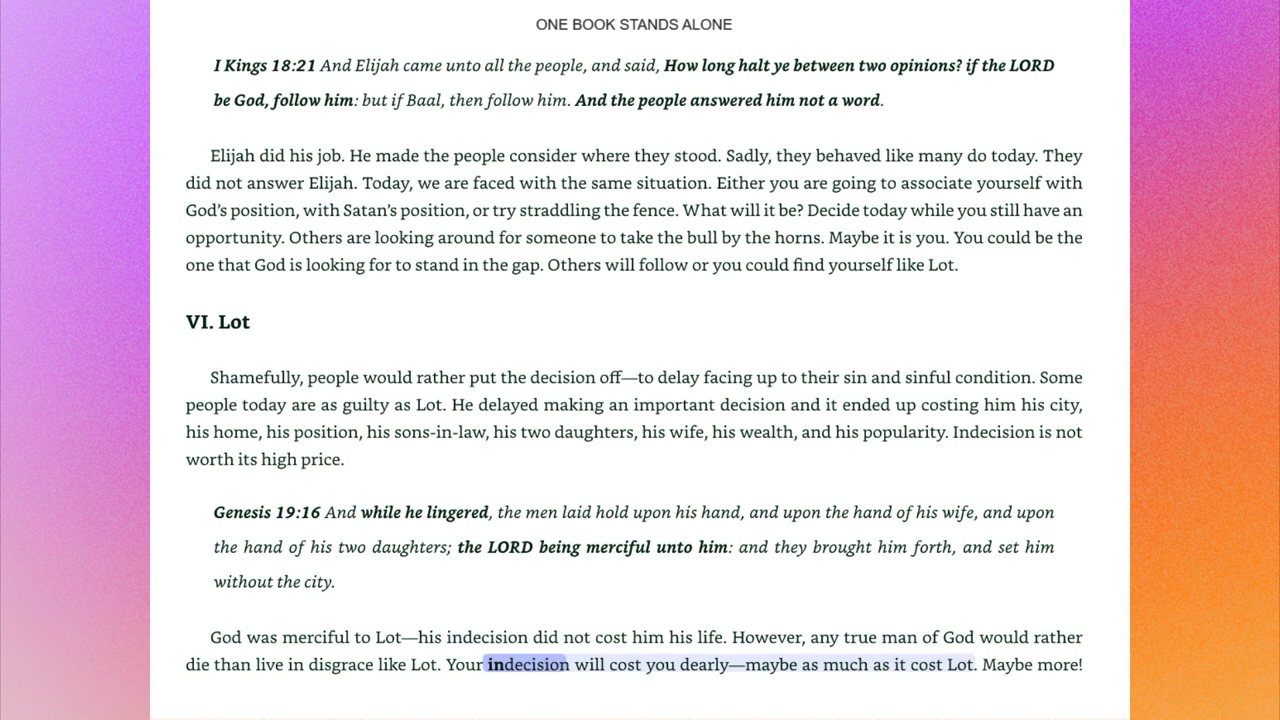 ONE BOOK STANDS ALONE
I Kings 18:21 And Elijah came unto all the people, and said, How long halt ye between two opinions? if the LORD
be God, follow him: but if Baal, then follow him. And the people answered him not a word.
Elijah did his job. He made the people consider where they stood. Sadly, they behaved like many do today. They
did not answer Elijah. Today, we are faced with the same situation. Either you are going to associate yourself with
God’s position, with Satan’s position, or try straddling the fence. What will it be? Decide today while you still have an
opportunity. Others are looking around for someone to take the bull by the horns. Maybe it is you. You could be the
one that God is looking for to stand in the gap. Others will follow or you could find yourself like Lot.
VI. Lot
Shamefully, people would rather put the decision off—to delay facing up to their sin and sinful condition. Some
people today are as guilty as Lot. He delayed making an important decision and it ended up costing him his city,
his home, his position, his sons-in-law, his two daughters, his wife, his wealth, and his popularity. Indecision is not
worth its high price.
Genesis 19:16 And while he lingered, the men laid hold upon his hand, and upon the hand of his wife, and upon
the hand of his two daughters; the LORD being merciful unto him: and they brought him forth, and set him
without the city.
God was merciful to Lot—his indecision did not cost him his life. However, any true man of God would rather
die than live in disgrace like Lot. Your indecision will cost you dearly—maybe as much as it cost Lot. Maybe more!